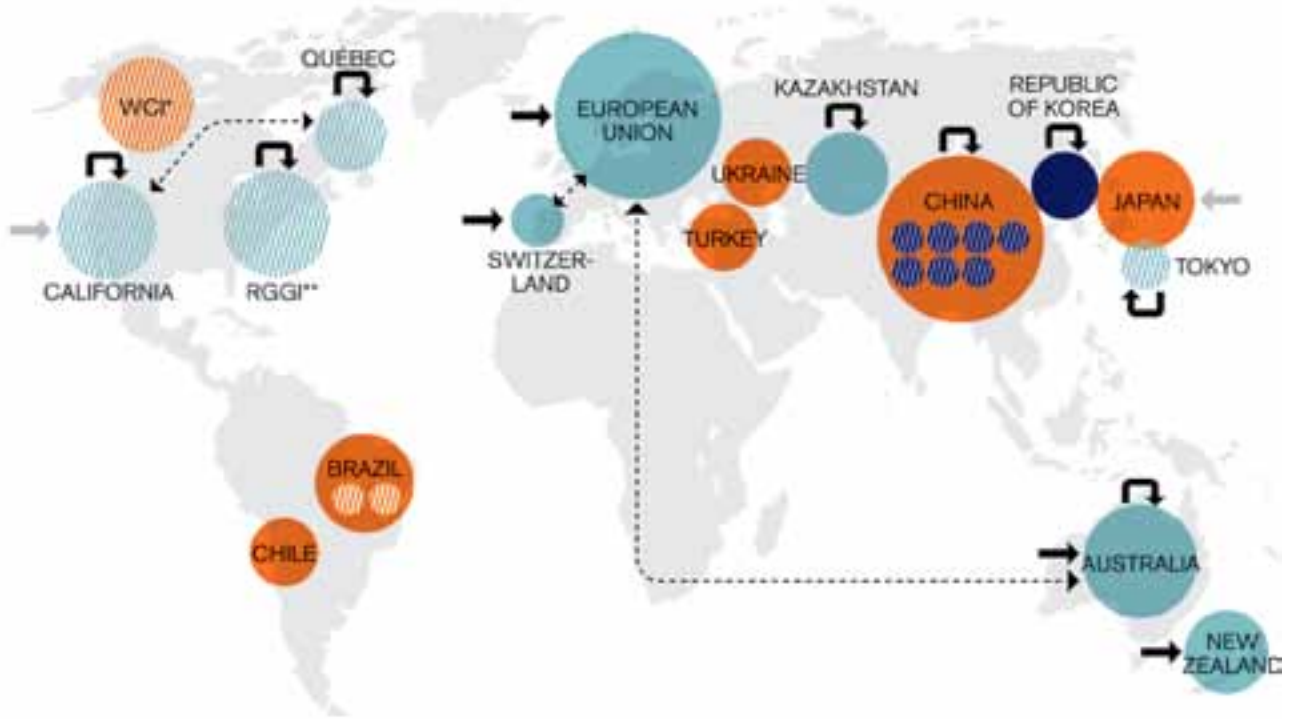 QUÉBEC
WCI*
CALIFORNIA
RGGI**
EUROPEAN
UNION
SWITZER-
LAND
UKRAINE
TURKEY
KAZAKHSTAN
CHINA
REPUBLIC
OF KOREA
JAPAN
TOKYO
BRAZIL
CHILE
AUSTRALIA
NEW
ZEALAND